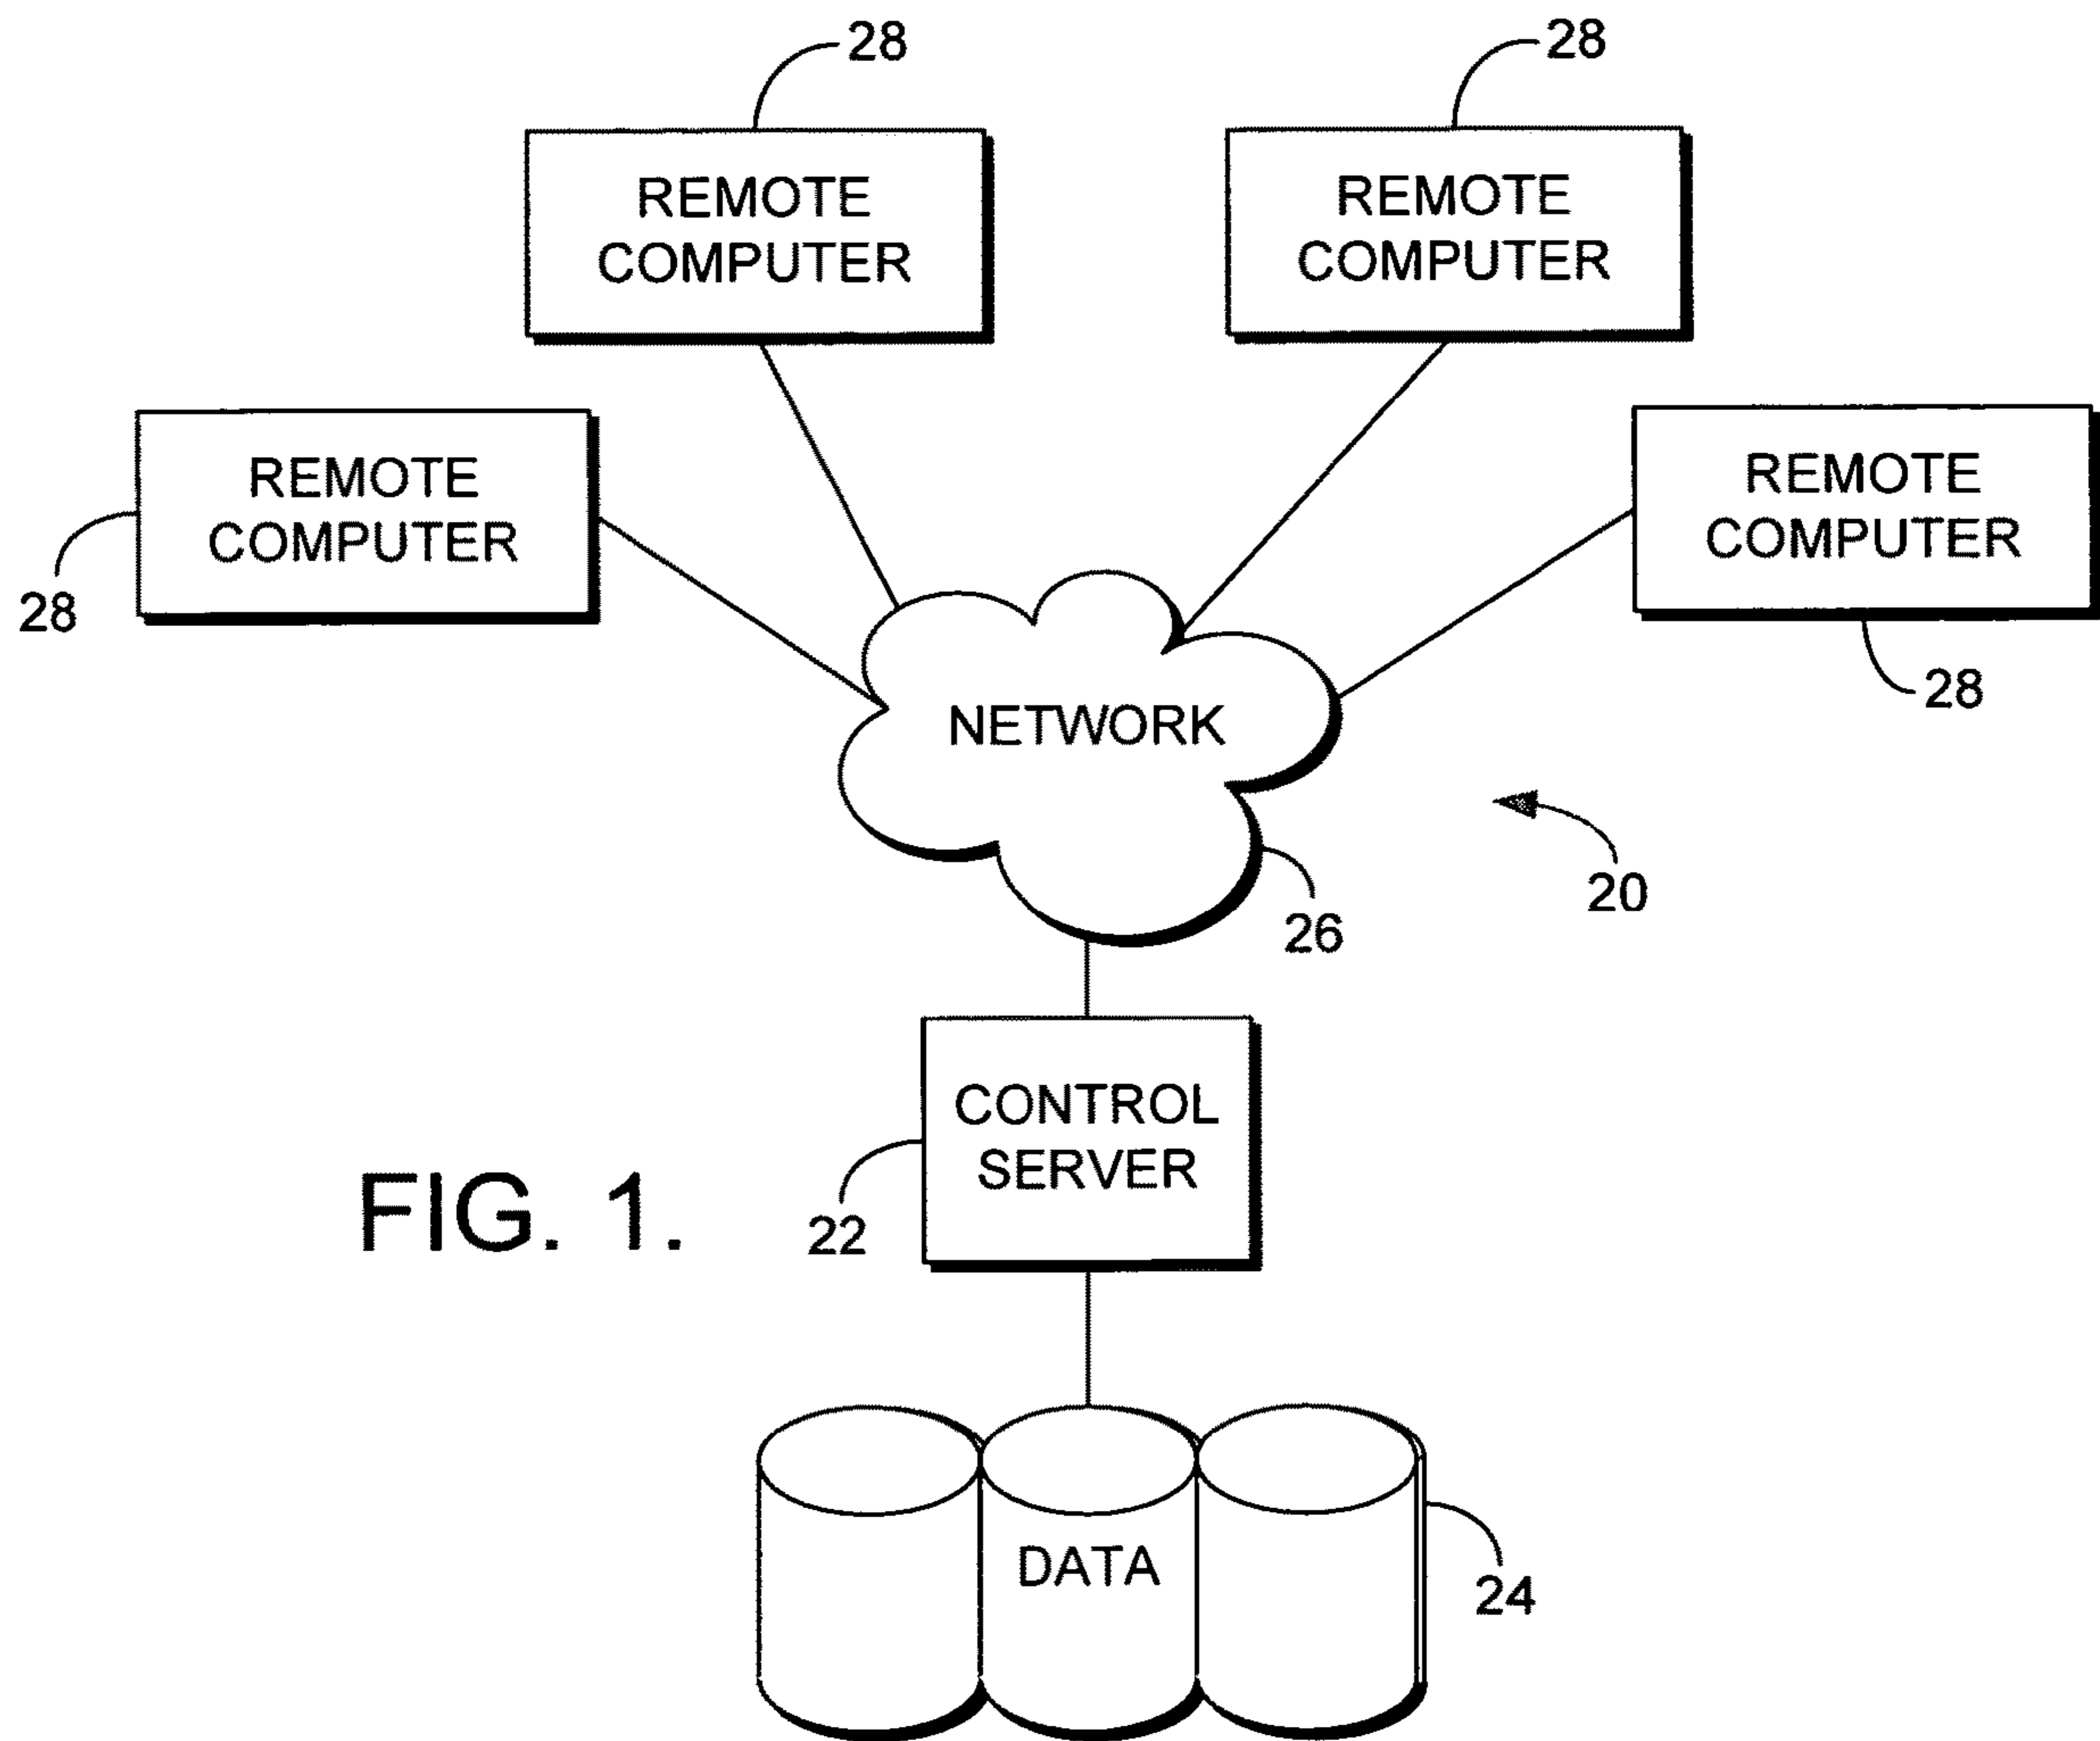 28
28
REMOTE
COMPUTER
REMOTE
COMPUTER
REMOTE
COMPUTER
REMOTE
COMPUTER
28
28
NETWORK
20
26
CONTROL
SERVER
FIG. 1.
22
DATA
24